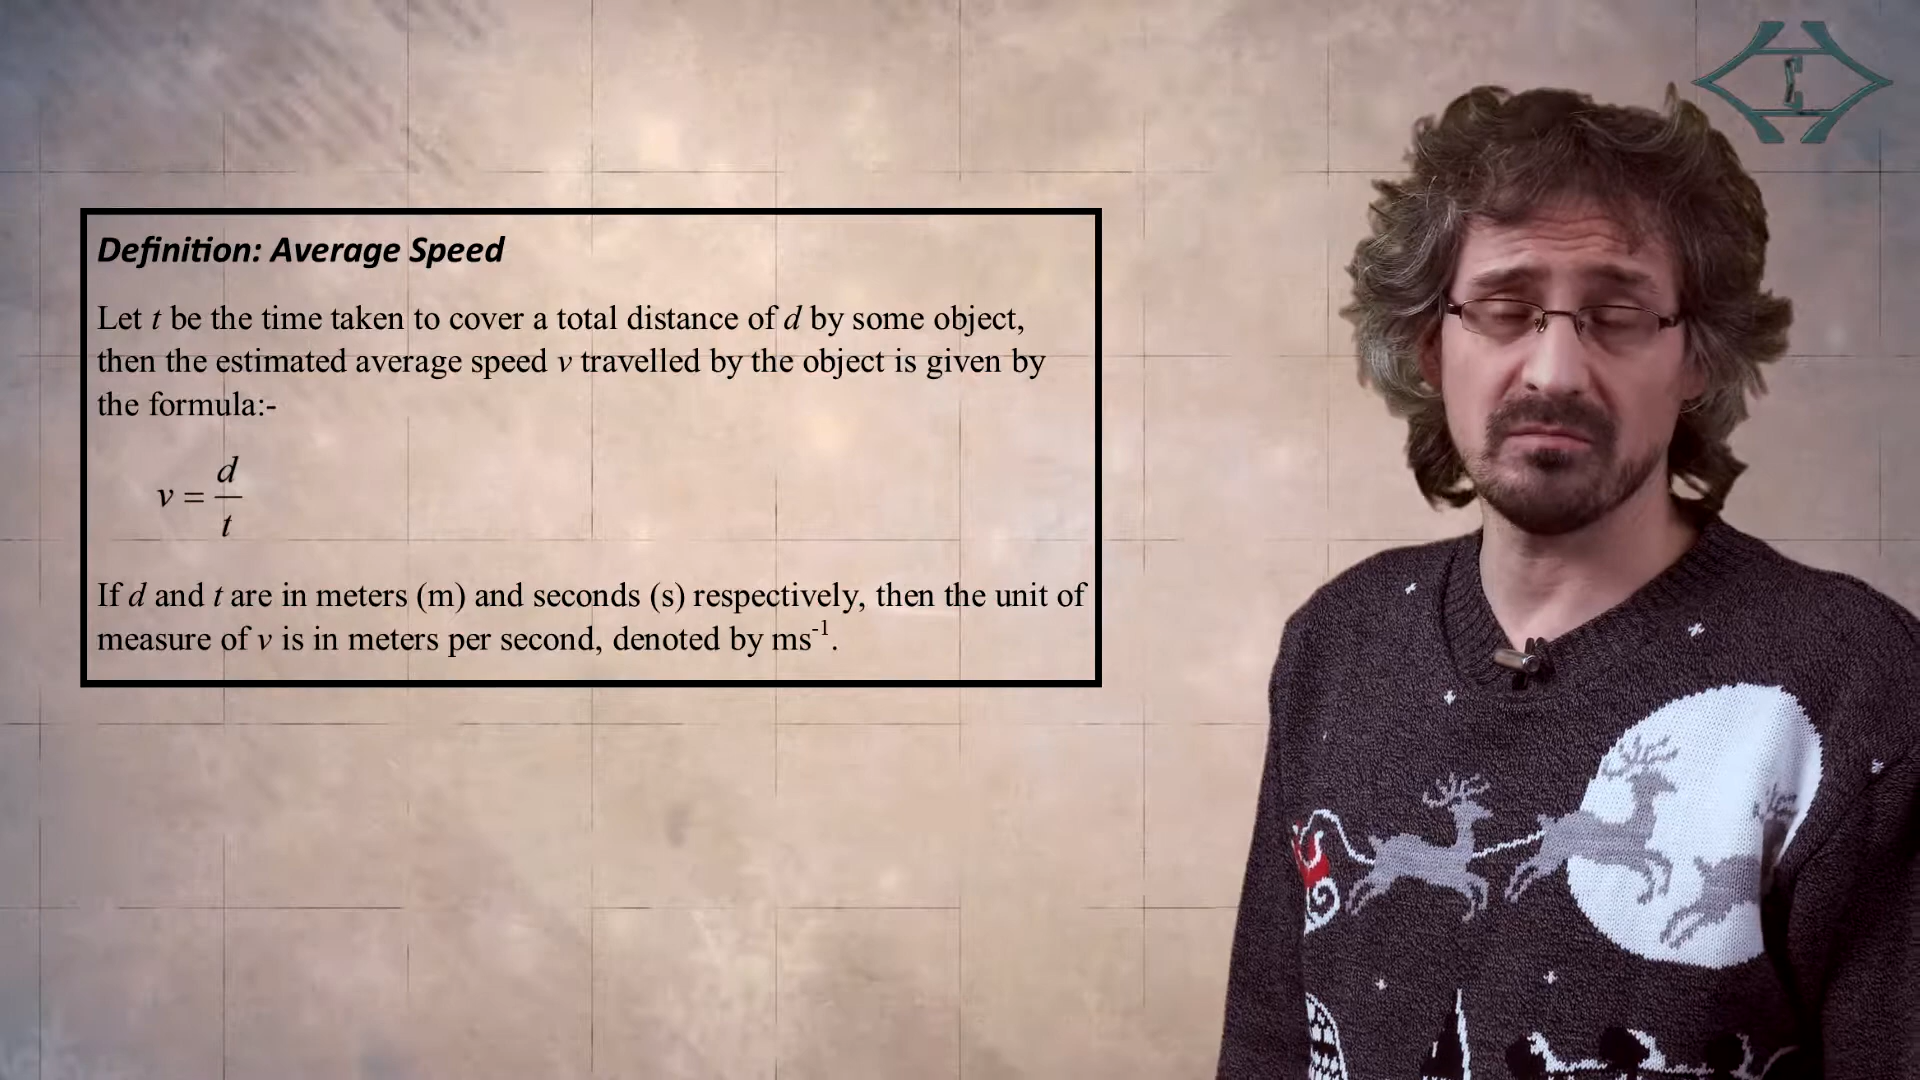 Definition: Average Speed
Let t be the time taken to cover a total distance of d by some object,
then the estimated average speed v travelled by the object is given by
the formula:-
v = d/t
If d and t are in meters (m) and seconds (s) respectively, then the unit of
measure of v is in meters per second, denoted by ms⁻¹.